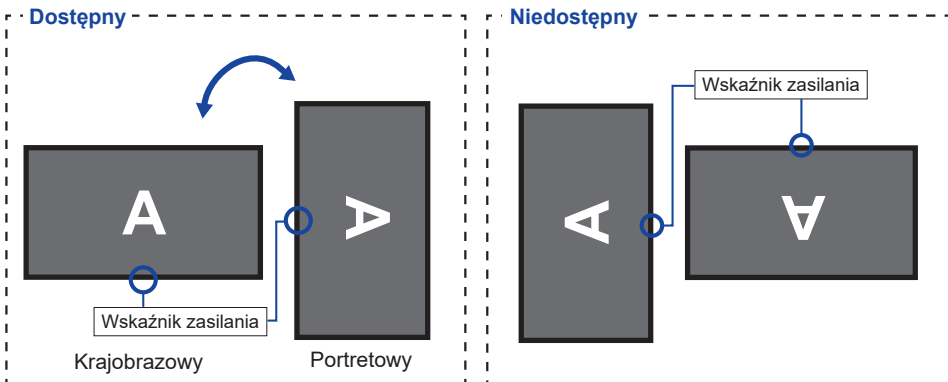 Dostępny
A
A
Wskaźnik zasilania
Krajobrazowy
Portretowy
Niedostępny
Wskaźnik zasilania
A
A